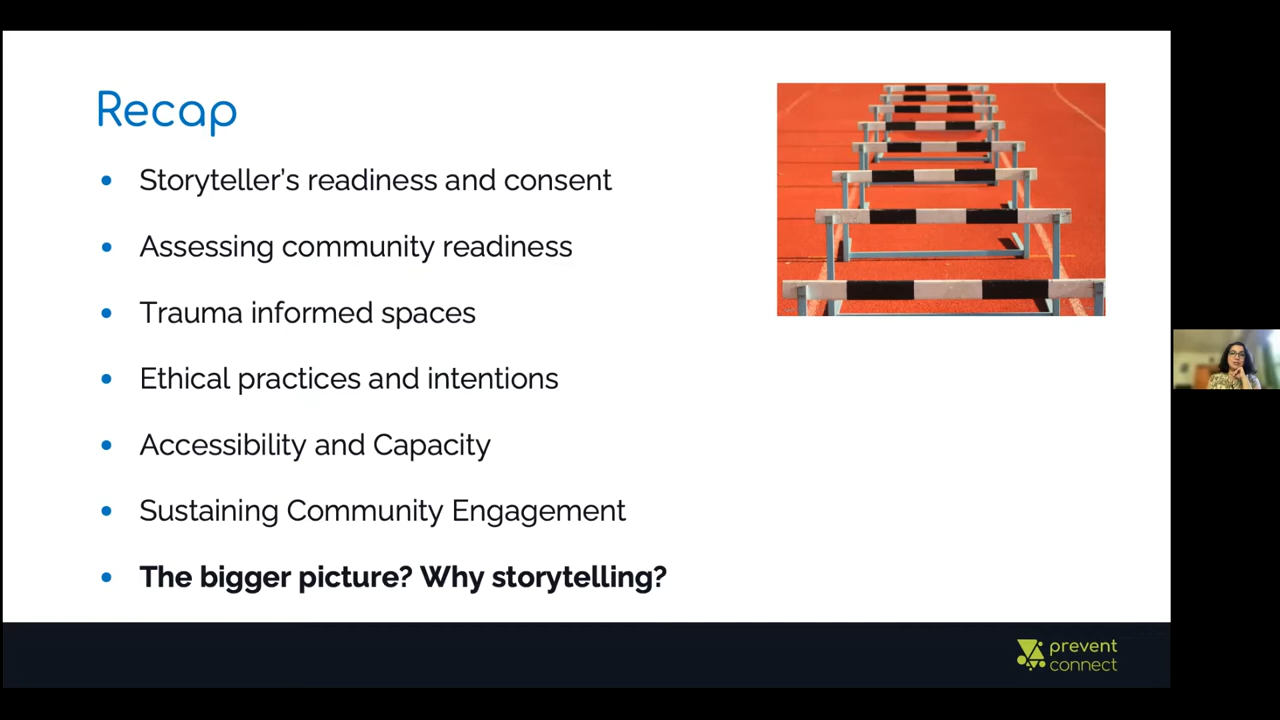 Recap
• Storyteller’s readiness and consent
• Assessing community readiness
• Trauma informed spaces
• Ethical practices and intentions
• Accessibility and Capacity
• Sustaining Community Engagement
• The bigger picture? Why storytelling?
prevent
connect